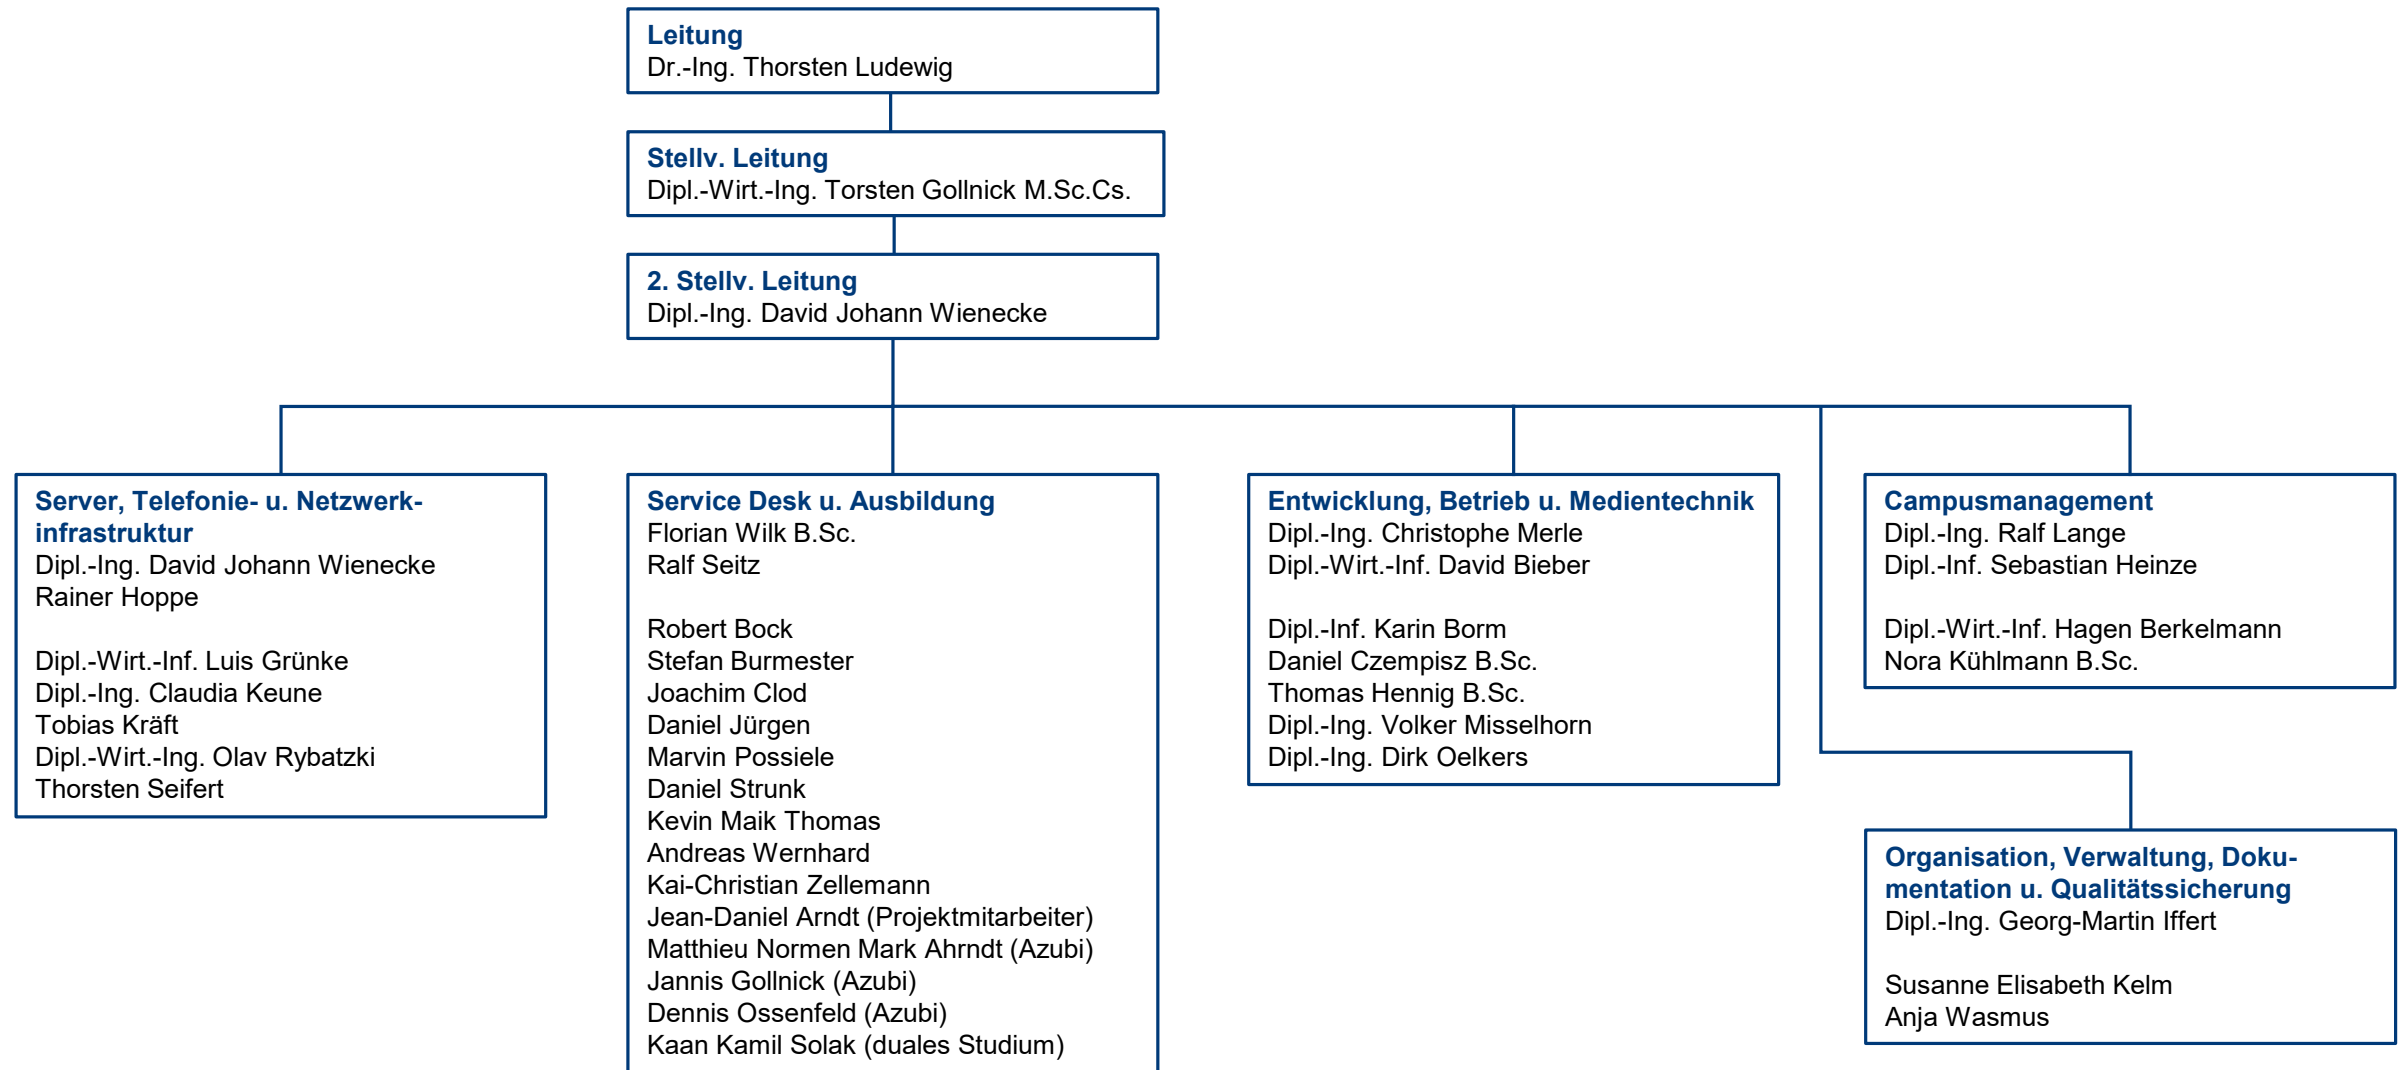 Leitung
Dr.-Ing. Thorsten Ludewig
Stellv. Leitung
Dipl.-Wirt.-Ing. Torsten Gollnick M.Sc.Cs.
2. Stellv. Leitung
Dipl.-Ing. David Johann Wienecke
Server, Telefonie- u. Netzwerk-
infrastruktur
Dipl.-Ing. David Johann Wienecke
Rainer Hoppe
Dipl.-Wirt.-Inf. Luis Grünke
Dipl.-Ing. Claudia Keune
Tobias Kräft
Dipl.-Wirt.-Ing. Olav Rybatzki
Thorsten Seifert
Service Desk u. Ausbildung
Florian Wilk B.Sc.
Ralf Seitz
Robert Bock
Stefan Burmester
Joachim Clod
Daniel Jürgen
Marvin Possiele
Daniel Strunk
Kevin Maik Thomas
Andreas Wernhard
Kai-Christian Zellemann
Jean-Daniel Arndt (Projektmitarbeiter)
Matthieu Normen Mark Ahrndt (Azubi)
Jannis Gollnick (Azubi)
Dennis Ossenfeld (Azubi)
Kaan Kamil Solak (duales Studium)
Entwicklung, Betrieb u. Medientechnik
Dipl.-Ing. Christophe Merle
Dipl.-Wirt.-Inf. David Bieber
Dipl.-Inf. Karin Borm
Daniel Czempisz B.Sc.
Thomas Hennig B.Sc.
Dipl.-Ing. Volker Misselhorn
Dipl.-Ing. Dirk Oelkers
Campusmanagement
Dipl.-Ing. Ralf Lange
Dipl.-Inf. Sebastian Heinze
Dipl.-Wirt.-Inf. Hagen Berkelmann
Nora Kühlmann B.Sc.
Organisation, Verwaltung, Doku-
mentation u. Qualitätssicherung
Dipl.-Ing. Georg-Martin Iffert
Susanne Elisabeth Kelm
Anja Wasmus